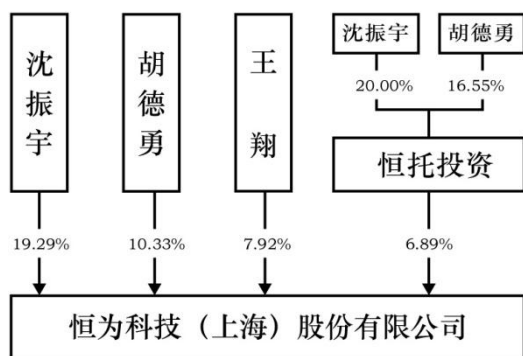 沈振宇
胡德勇
王翔
沈振宇
胡德勇
20.00%
16.55%
恒托投资
19.29%
10.33%
7.92%
6.89%
恒为科技（上海）股份有限公司